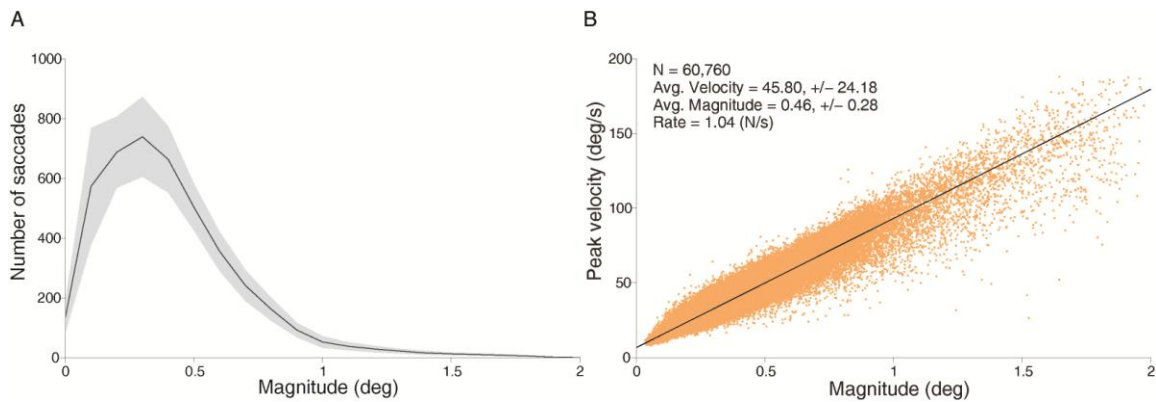 A
1000
800
600
400
200
0
Number of saccades
0 0.5 1 1.5 2
Magnitude (deg)
B
200
150
100
50
0
Peak velocity (deg/s)
N = 60,760
Avg. Velocity = 45.80, +/− 24.18
Avg. Magnitude = 0.46, +/− 0.28
Rate = 1.04 (N/s)
0 0.5 1 1.5 2
Magnitude (deg)